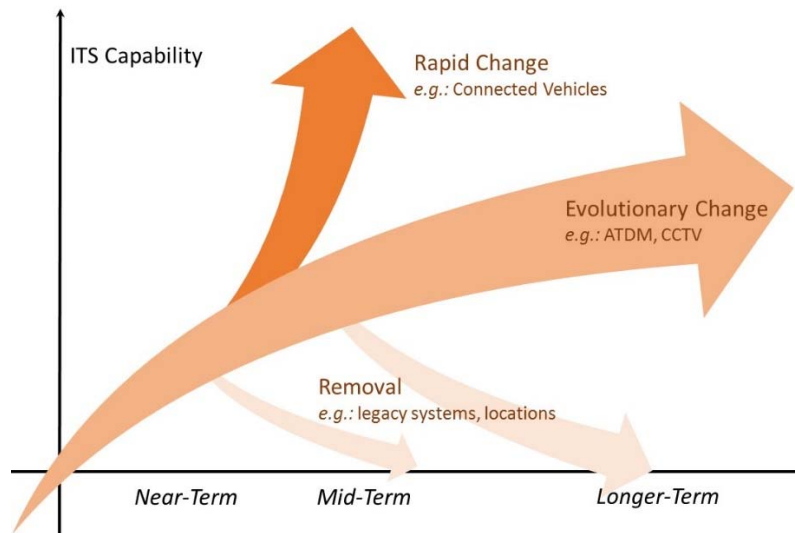 ITS Capability
Rapid Change
e.g.: Connected Vehicles
Evolutionary Change
e.g.: ATDM, CCTV
Removal
e.g.: legacy systems, locations
Near-Term
Mid-Term
Longer-Term